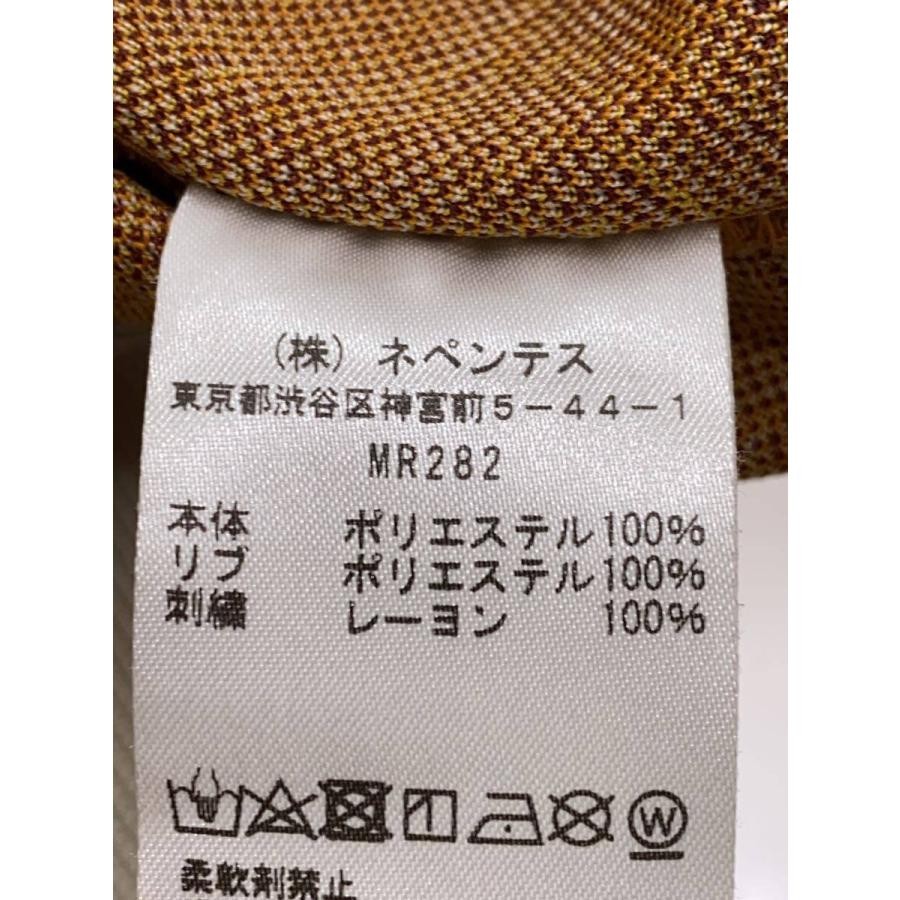 (株) ネペンテス
東京都渋谷区神宮前5-44-1
MR282
本体 ポリエステル100%
リブ ポリエステル100%
刺繍 レーヨン 100%
W
柔軟剤禁止